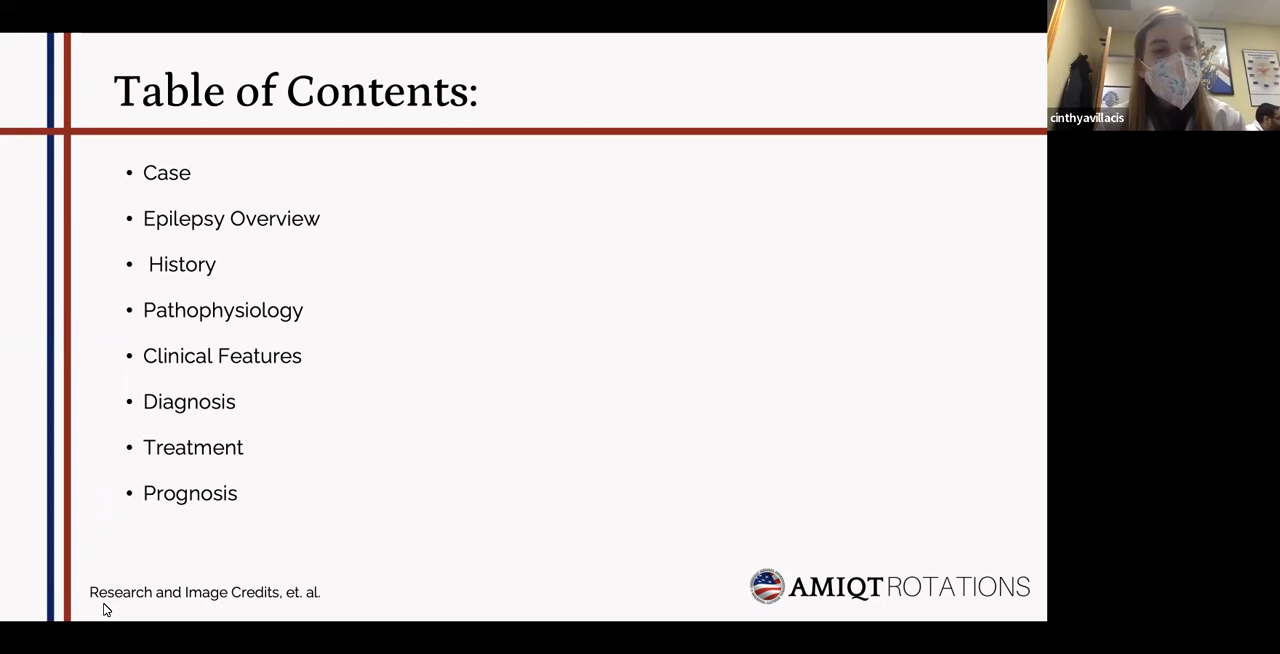 Table of Contents:
• Case
• Epilepsy Overview
• History
• Pathophysiology
• Clinical Features
• Diagnosis
• Treatment
• Prognosis
Research and Image Credits, et. al.
AMIQT ROTATIONS
cinthyavillacis